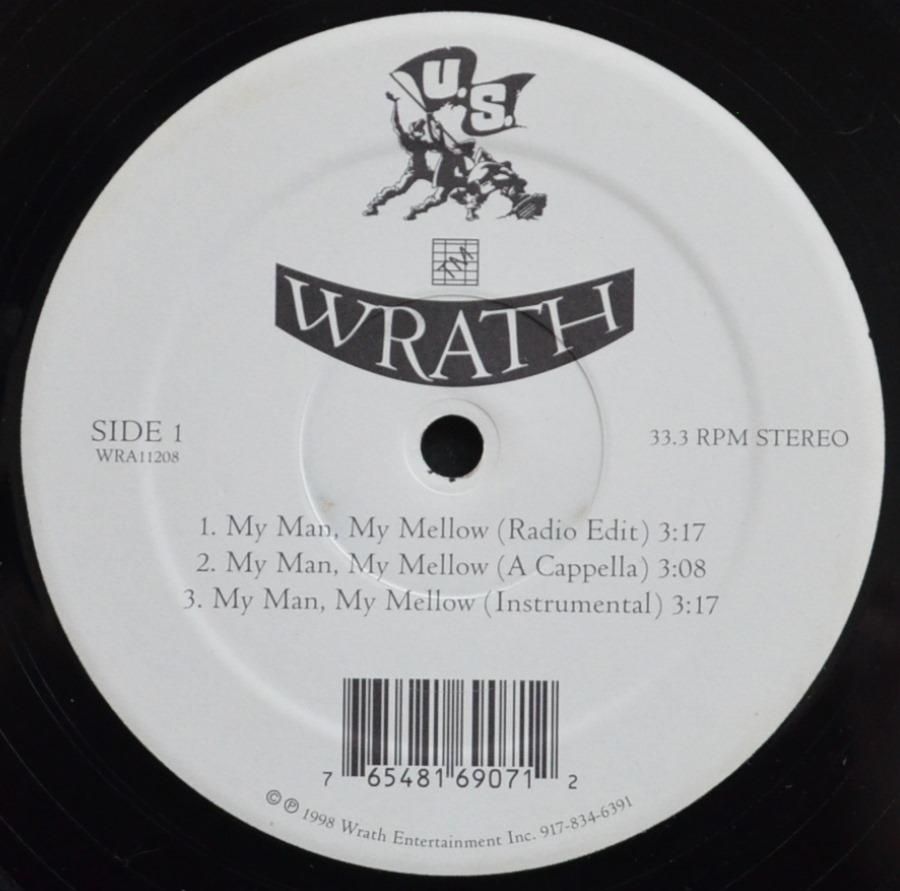 U.S.
TM
WRATH
SIDE 1
WRA11208
33.3 RPM STEREO
1. My Man, My Mellow (Radio Edit) 3:17
2. My Man, My Mellow (A Cappella) 3:08
3. My Man, My Mellow (Instrumental) 3:17
7 65481 69071 2
© ℗ 1998 Wrath Entertainment Inc. 917-834-6391